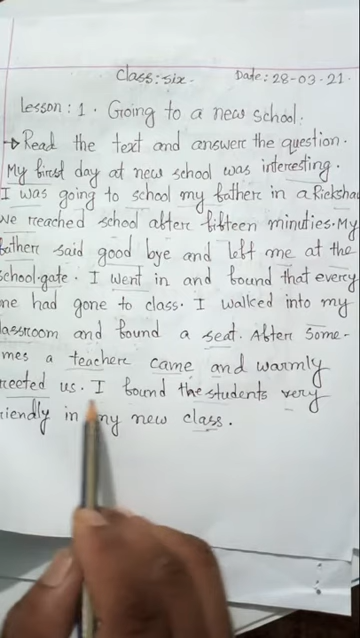 Class: six. Date: 28-03-21.
Lesson: 1. Going to a new school.
→ Read the text and answer the question.
My first day at new school was interesting.
I was going to school my father in a Rickshaw
We reached school after fifteen minuties. My
father said good bye and left me at the
school-gate. I went in and found that every
ne had gone to class. I walked into my
lassroom and found a seat. After Some-
mes a teacher came and warmly
reeted us. I found the students very
riendly in my new class.